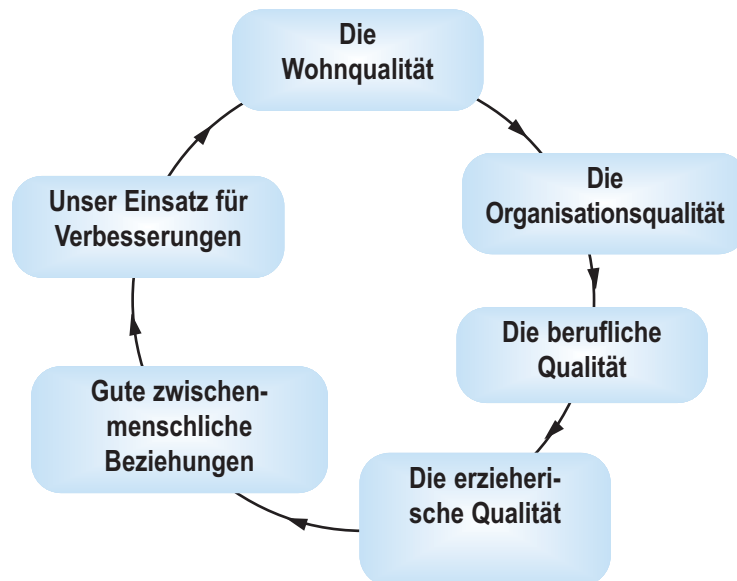 Die
Wohnqualität
Die
Organisationsqualität
Die berufliche
Qualität
Die erzieheri-
sche Qualität
Gute zwischen-
menschliche
Beziehungen
Unser Einsatz für
Verbesserungen